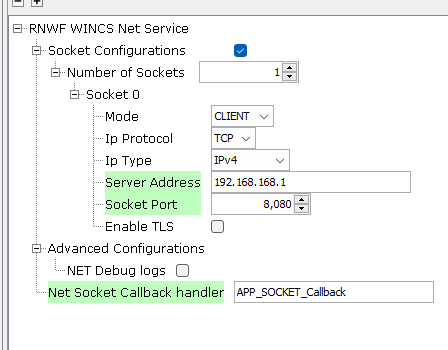 RNWF WINCS Net Service
Socket Configurations
Number of Sockets 1
Socket 0
Mode CLIENT
Ip Protocol TCP
Ip Type IPv4
Server Address 192.168.168.1
Socket Port 8,080
Enable TLS
Advanced Configurations
NET Debug logs
Net Socket Callback handler APP_SOCKET_Callback